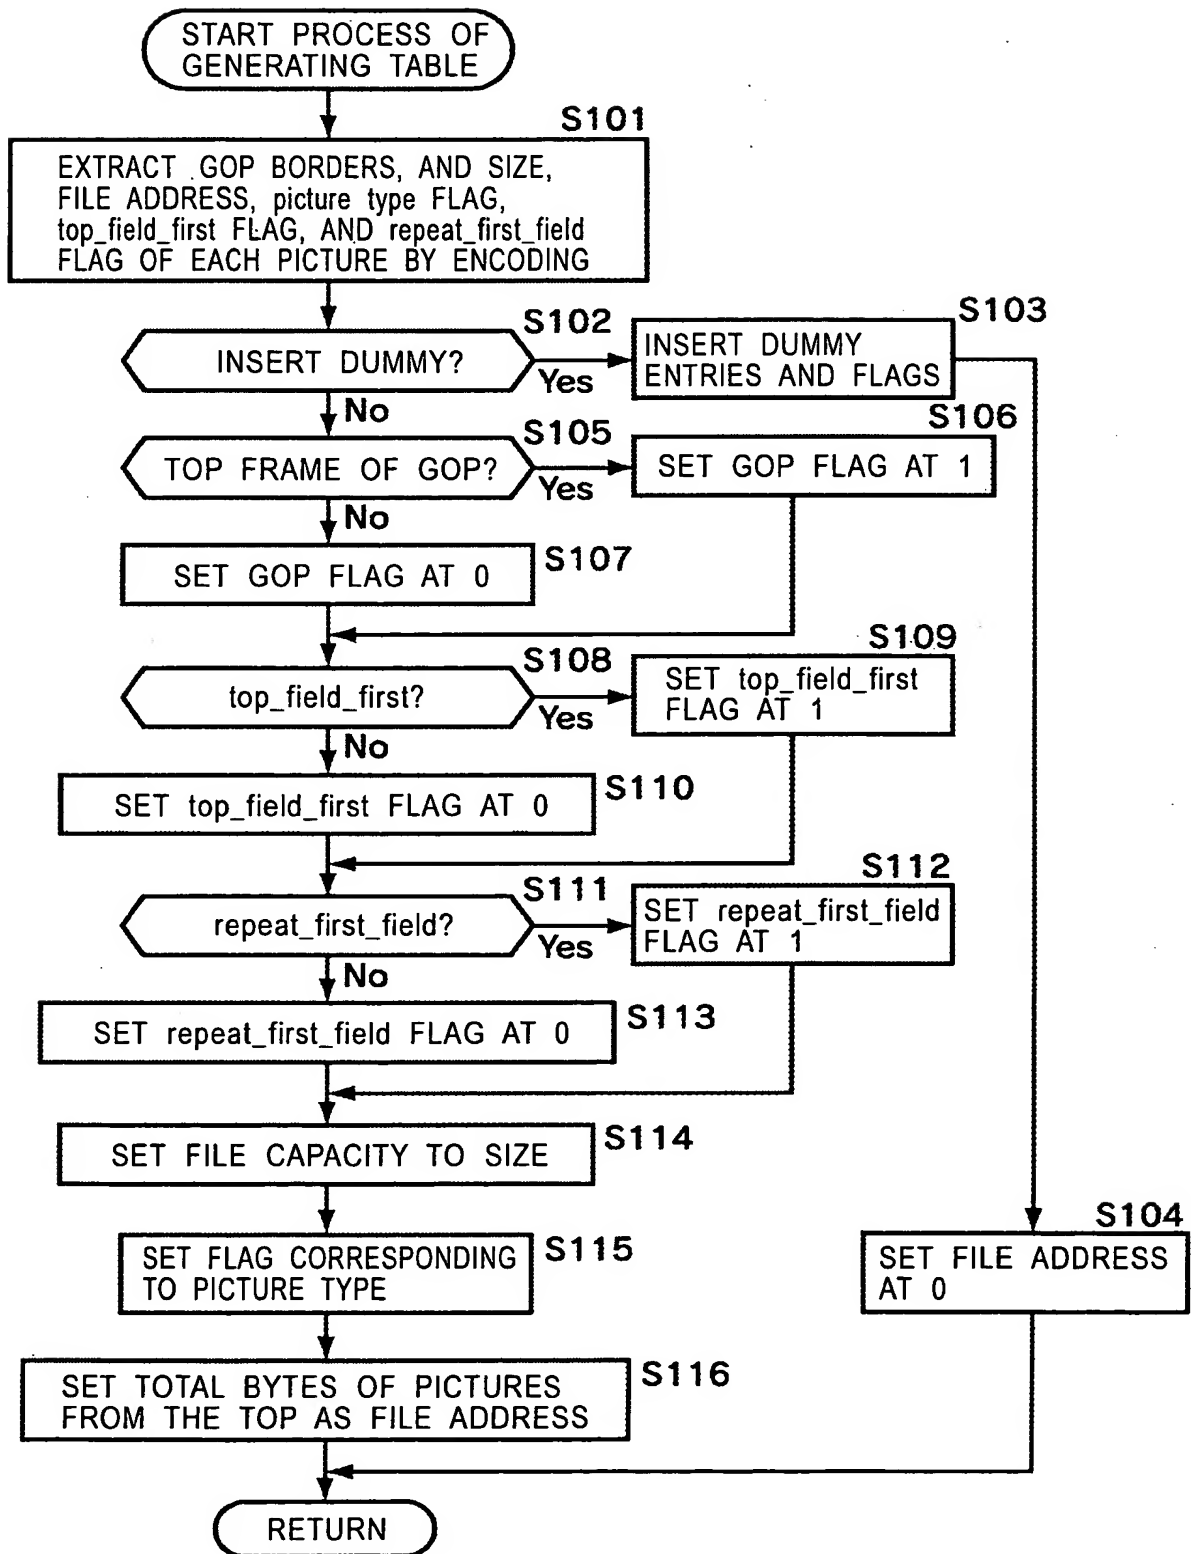 START PROCESS OF
GENERATING TABLE
S101
EXTRACT GOP BORDERS, AND SIZE,
FILE ADDRESS, picture type FLAG,
top_field_first FLAG, AND repeat_first_field
FLAG OF EACH PICTURE BY ENCODING
S102
INSERT DUMMY?
Yes
No
S103
INSERT DUMMY
ENTRIES AND FLAGS
S105
TOP FRAME OF GOP?
Yes
No
S106
SET GOP FLAG AT 1
SET GOP FLAG AT 0
S107
S108
top_field_first?
Yes
No
S109
SET top_field_first
FLAG AT 1
SET top_field_first FLAG AT 0
S110
S111
repeat_first_field?
Yes
No
S112
SET repeat_first_field
FLAG AT 1
SET repeat_first_field FLAG AT 0
S113
SET FILE CAPACITY TO SIZE
S114
S104
SET FILE ADDRESS
AT 0
SET FLAG CORRESPONDING
TO PICTURE TYPE
S115
SET TOTAL BYTES OF PICTURES
FROM THE TOP AS FILE ADDRESS
S116
RETURN